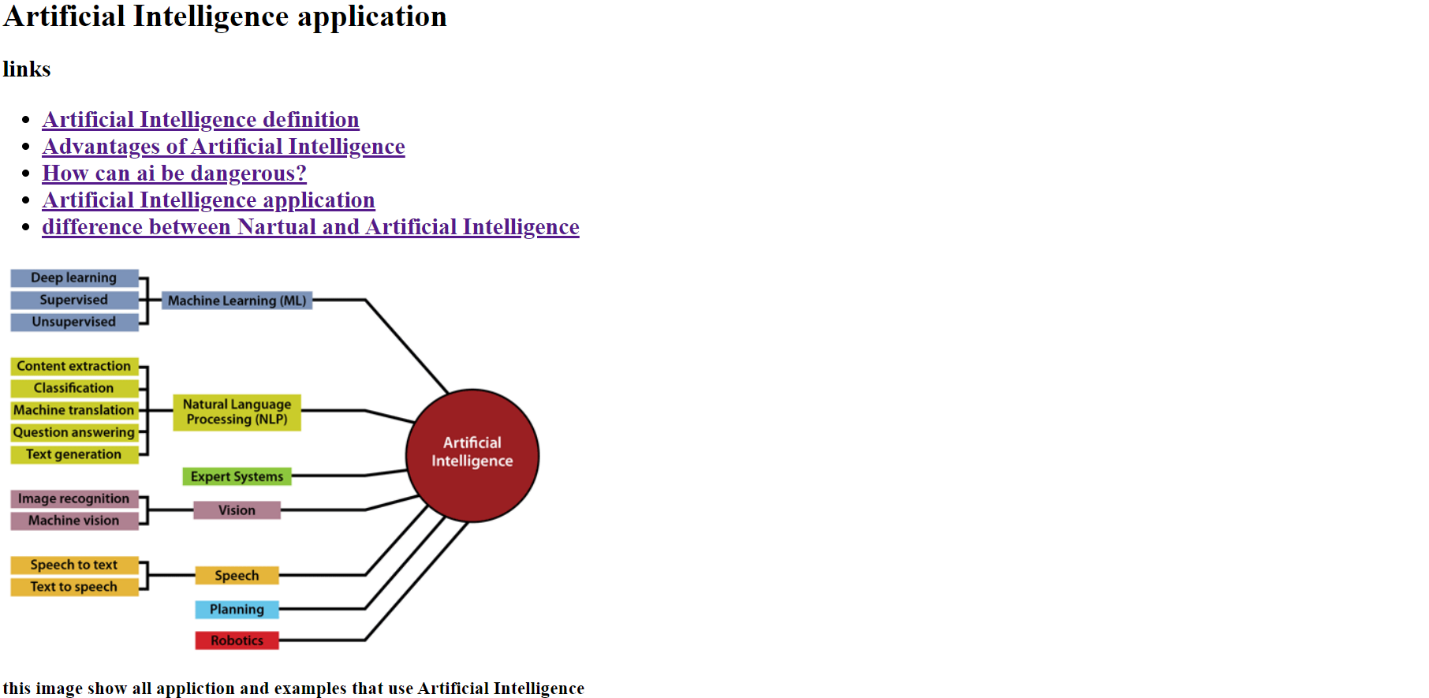 Artificial Intelligence application
links
Artificial Intelligence definition
Advantages of Artificial Intelligence
How can ai be dangerous?
Artificial Intelligence application
difference between Nartual and Artificial Intelligence
Deep learning
Supervised
Unsupervised
Machine Learning (ML)
Content extraction
Classification
Machine translation
Question answering
Text generation
Natural Language
Processing (NLP)
Artificial
Intelligence
Expert Systems
Image recognition
Machine vision
Vision
Speech to text
Text to speech
Speech
Planning
Robotics
this image show all appliction and examples that use Artificial Intelligence